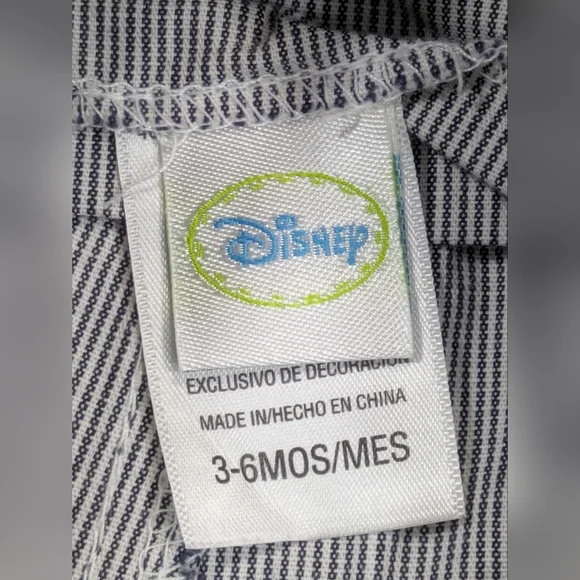 Disney
EXCLUSIVO DE DECORACION
MADE IN/HECHO EN CHINA
3-6MOS/MES